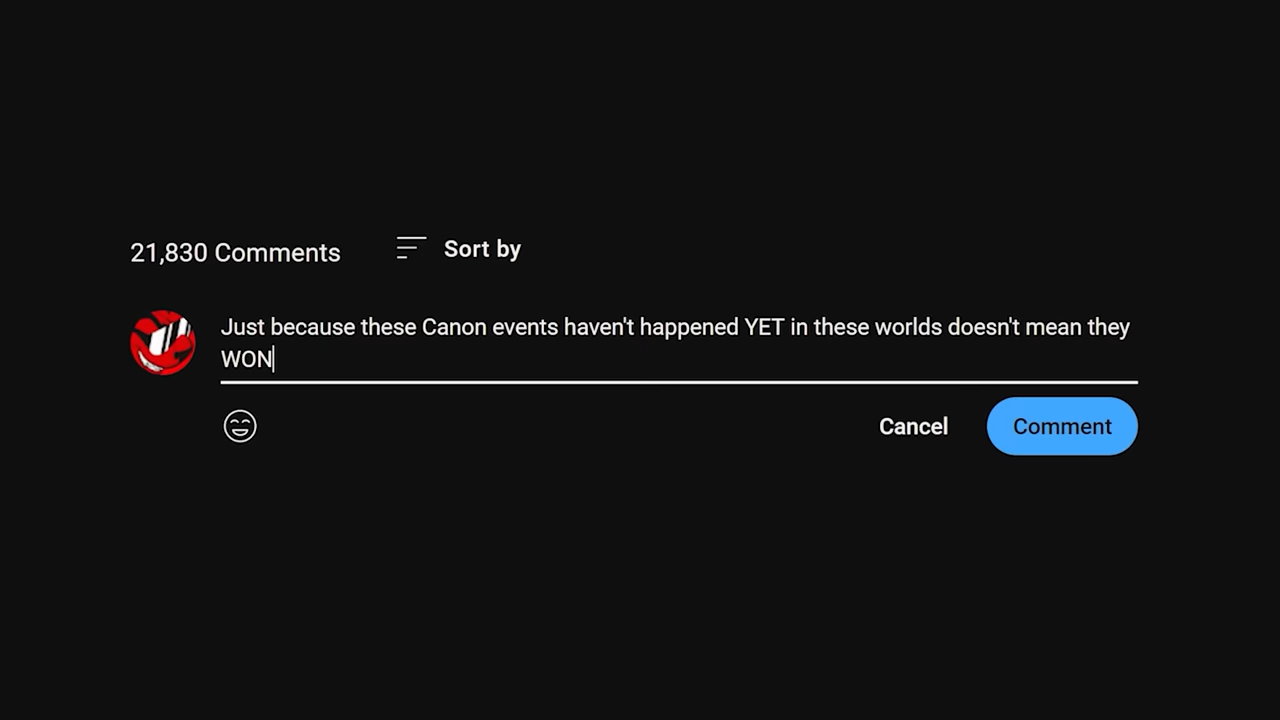 21,830 Comments
Sort by
Just because these Canon events haven't happened YET in these worlds doesn't mean they
WON
Cancel
Comment